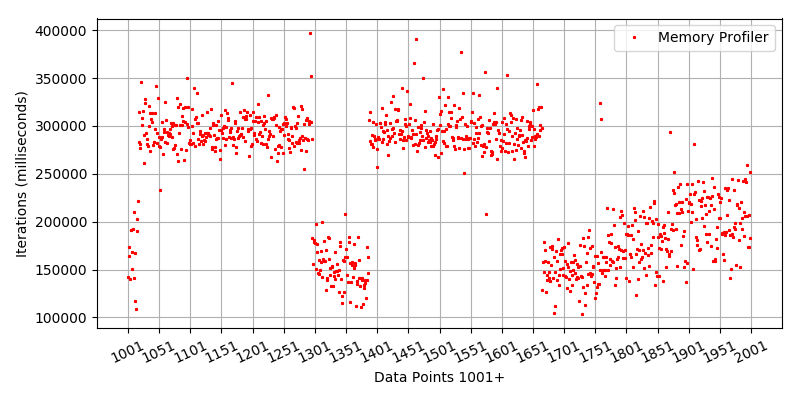 400000
350000
300000
250000
200000
150000
100000
Iterations (milliseconds)
Memory Profiler
1001 1051 1101 1151 1201 1251 1301 1351 1401 1451 1501 1551 1601 1651 1701 1751 1801 1851 1901 1951 2001
Data Points 1001+